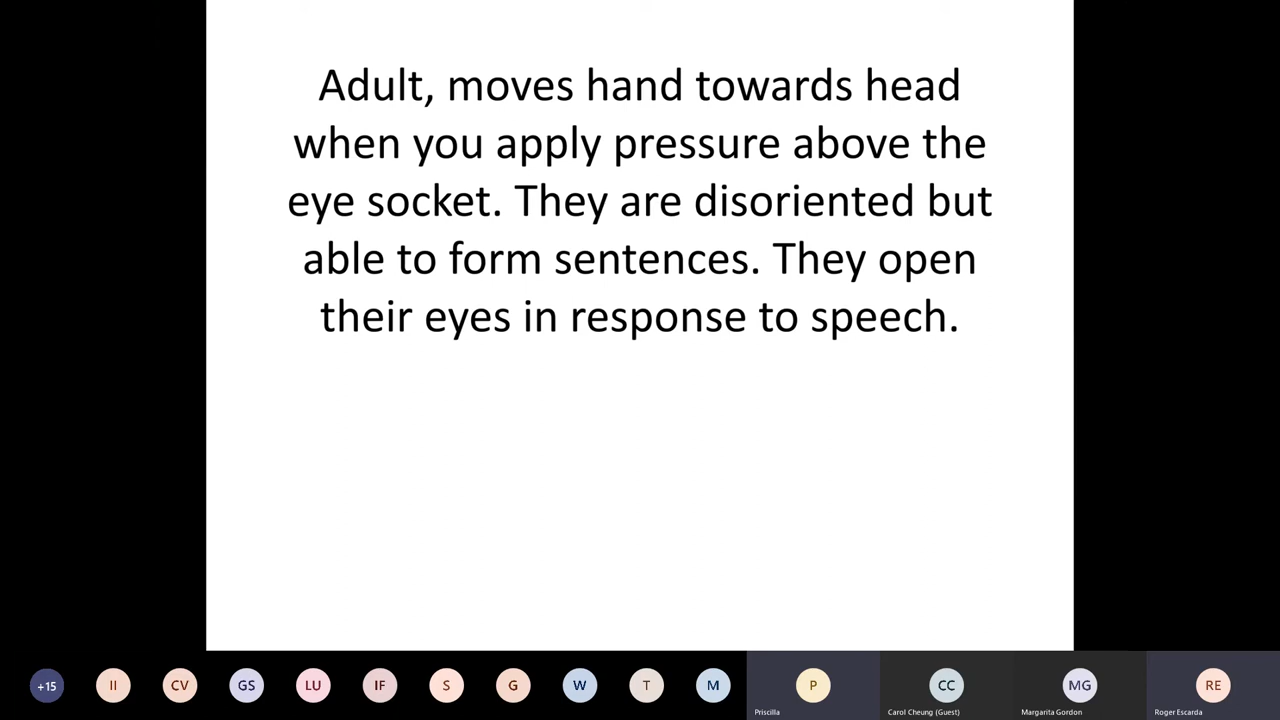 Adult, moves hand towards head
when you apply pressure above the
eye socket. They are disoriented but
able to form sentences. They open
their eyes in response to speech.
+15 II CV GS LU IF S G W T M P CC MG RE
Priscilla Carol Cheung (Guest) Margarita Gordon Roger Escarda